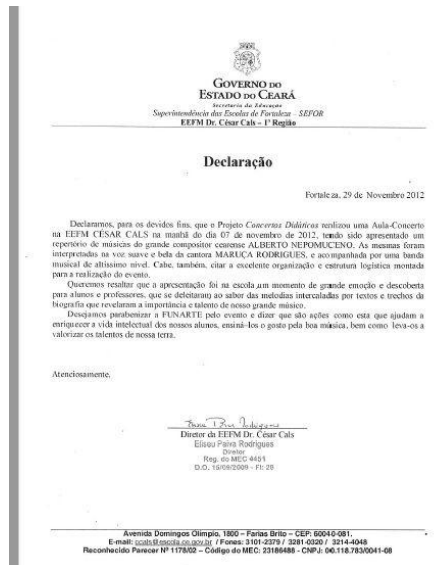 GOVERNO DO
ESTADO DO CEARÁ
Secretaria da Educação
Superintendência das Escolas de Fortaleza - SEFOR
EEFM Dr. César Cals – 1ª Região
Declaração
Fortaleza, 29 de Novembro 2012
Declaramos, para os devidos fins, que o Projeto Concertos Didáticos realizou uma Aula-Concerto
na EEFM CÉSAR CALS na manhã do dia 07 de novembro de 2012, tendo sido apresentado um
repertório de músicas do grande compositor cearense ALBERTO NEPOMUCENO. As mesmas foram
interpretadas na voz suave e bela da cantora MARUÇA RODRIGUES, e acompanhada por uma banda
musical de altíssimo nível. Cabe, também, citar a excelente organização e estrutura logística montada
para a realização do evento.
Queremos resaltar que a apresentação foi na escola um momento de grande emoção e descoberta
para alunos e professores, que se deleitaram ao sabor das melodias intercaladas por textos e trechos da
biografia que revelaram a importância e talento de nosso grande músico.
Desejamos parabenizar a FUNARTE pelo evento e dizer que são ações como esta que ajudam a
enriquecer a vida intelectual dos nossos alunos, ensiná-los o gosto pela boa música, bem como leva-os a
valorizar os talentos de nossa terra.
Atenciosamente.
Diretor da EEFM Dr. César Cals
Eliseu Paiva Rodrigues
Diretor
Reg. do MEC 4451
D.O. 15/09/2009 - Fl: 28
Avenida Domingos Olimpio, 1800 – Farias Brito – CEP: 60040-081.
E-mail: ccals@escola.ce.gov.br / Fones: 3101-2379 / 3281-0320 / 3214-4048
Reconhecido Parecer Nº 1178/02 – Código do MEC: 23186488 - CNPJ: 00.118.783/0041-08